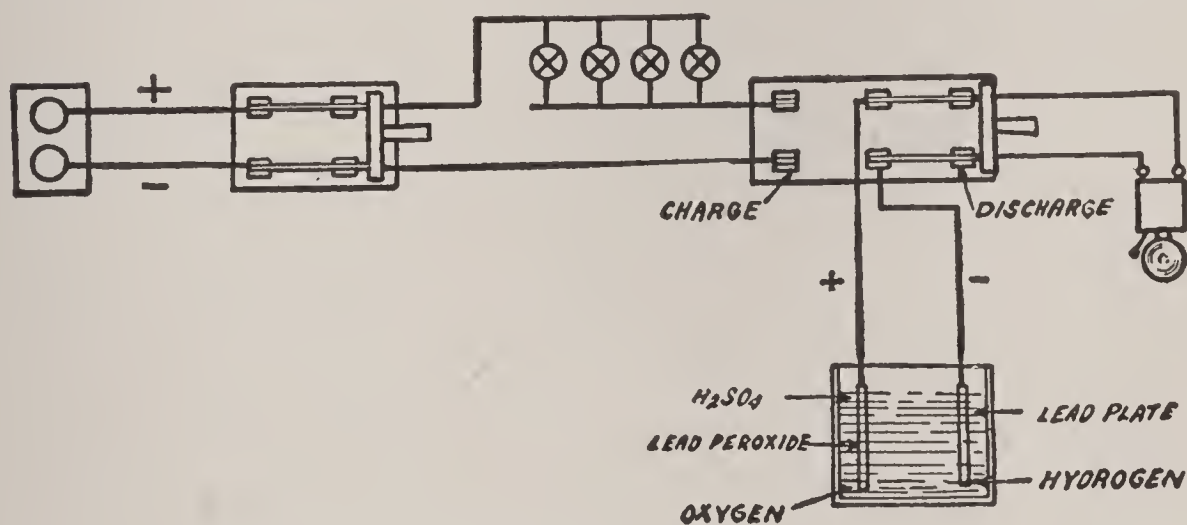 +
−
CHARGE
DISCHARGE
+
−
H₂SO₄
LEAD PLATE
LEAD PEROXIDE
HYDROGEN
OXYGEN